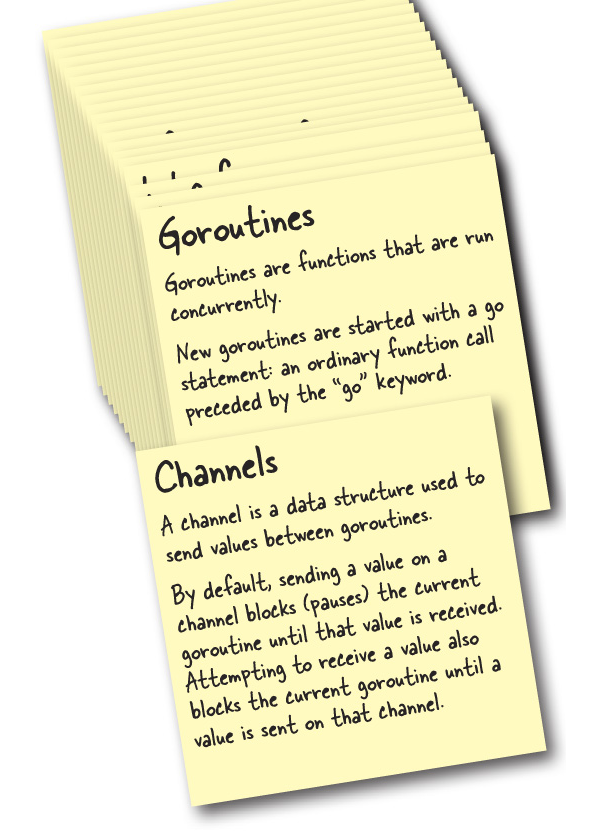 Goroutines
Goroutines are functions that are run
concurrently.
New goroutines are started with a go
statement: an ordinary function call
preceded by the “go” keyword.
Channels
A channel is a data structure used to
send values between goroutines.
By default, sending a value on a
channel blocks (pauses) the current
goroutine until that value is received.
Attempting to receive a value also
blocks the current goroutine until a
value is sent on that channel.